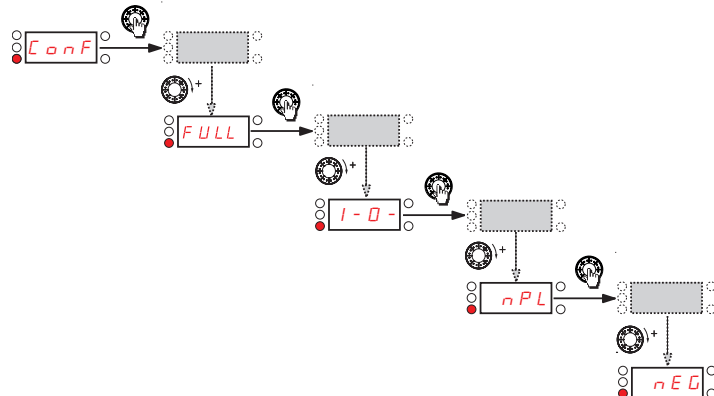 ConF
+
FULL
+
I-O-
+
nPL
+
nEG